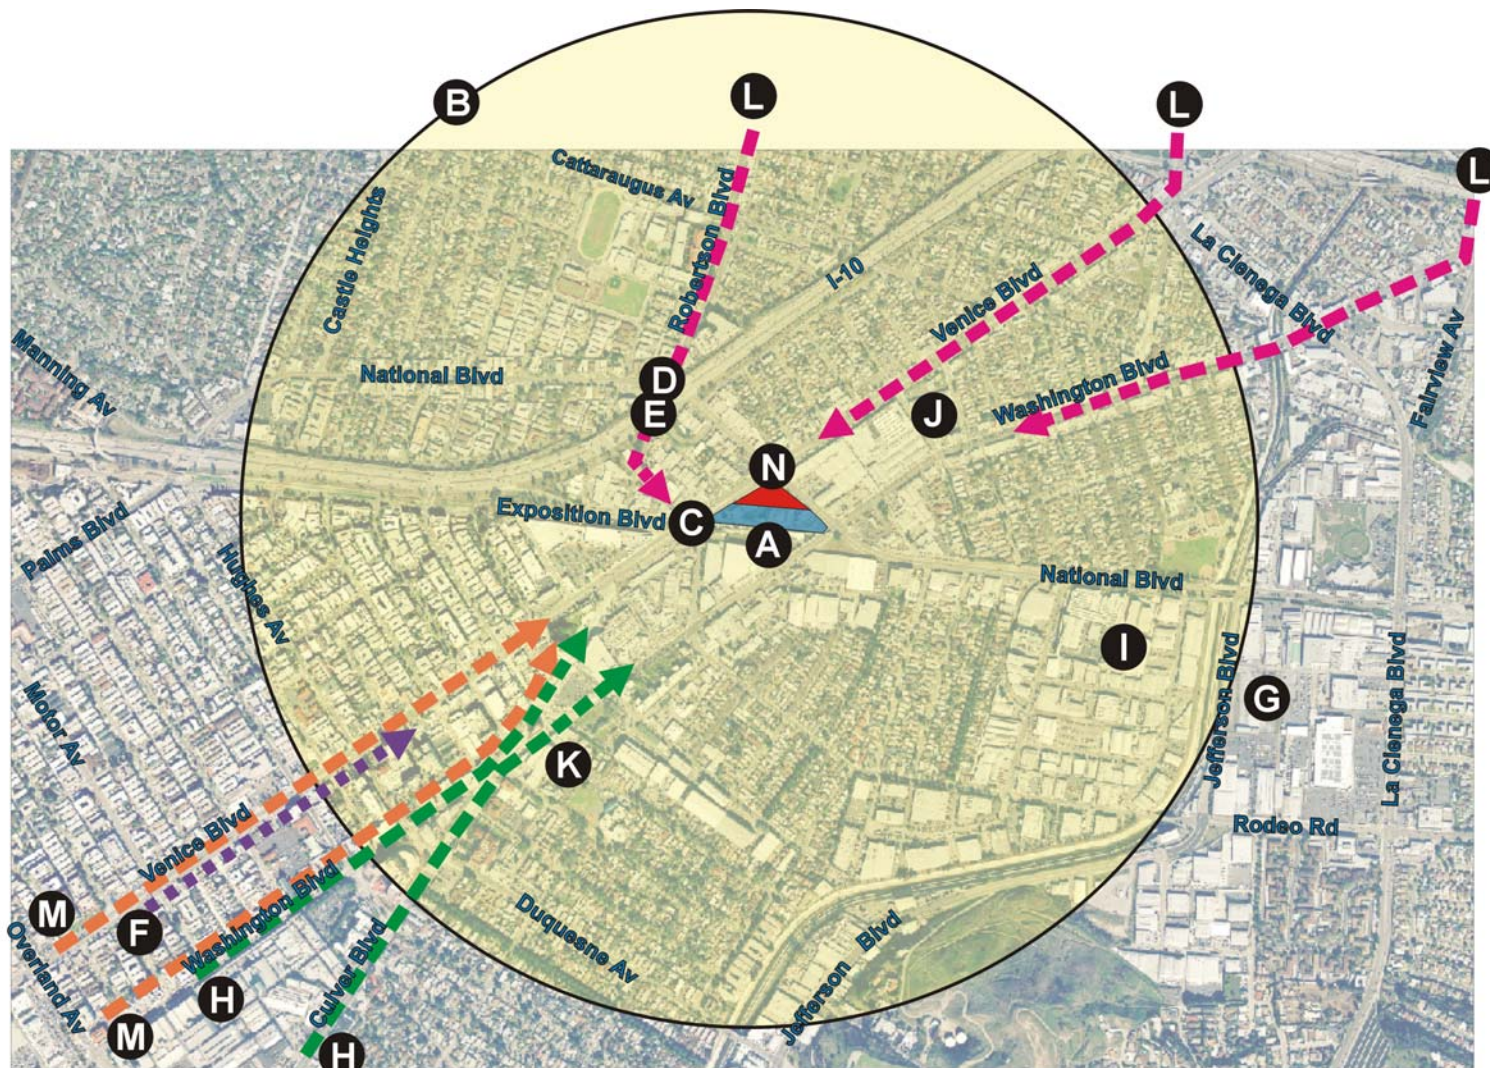 B
L
L
L
Cattaraugus Av
Robertson Blvd
Castle Heights
I-10
La Cienega Blvd
Venice Blvd
Fairview Av
Manning Av
National Blvd
D
E
J
Washington Blvd
N
Exposition Blvd
C
A
Palms Blvd
Hughes Av
National Blvd
I
Jefferson Blvd
G
La Cienega Blvd
Motor Av
K
Venice Blvd
Rodeo Rd
M
F
Washington Blvd
Overland Av
Culver Blvd
Duquesne Av
Jefferson Blvd
H
M
H